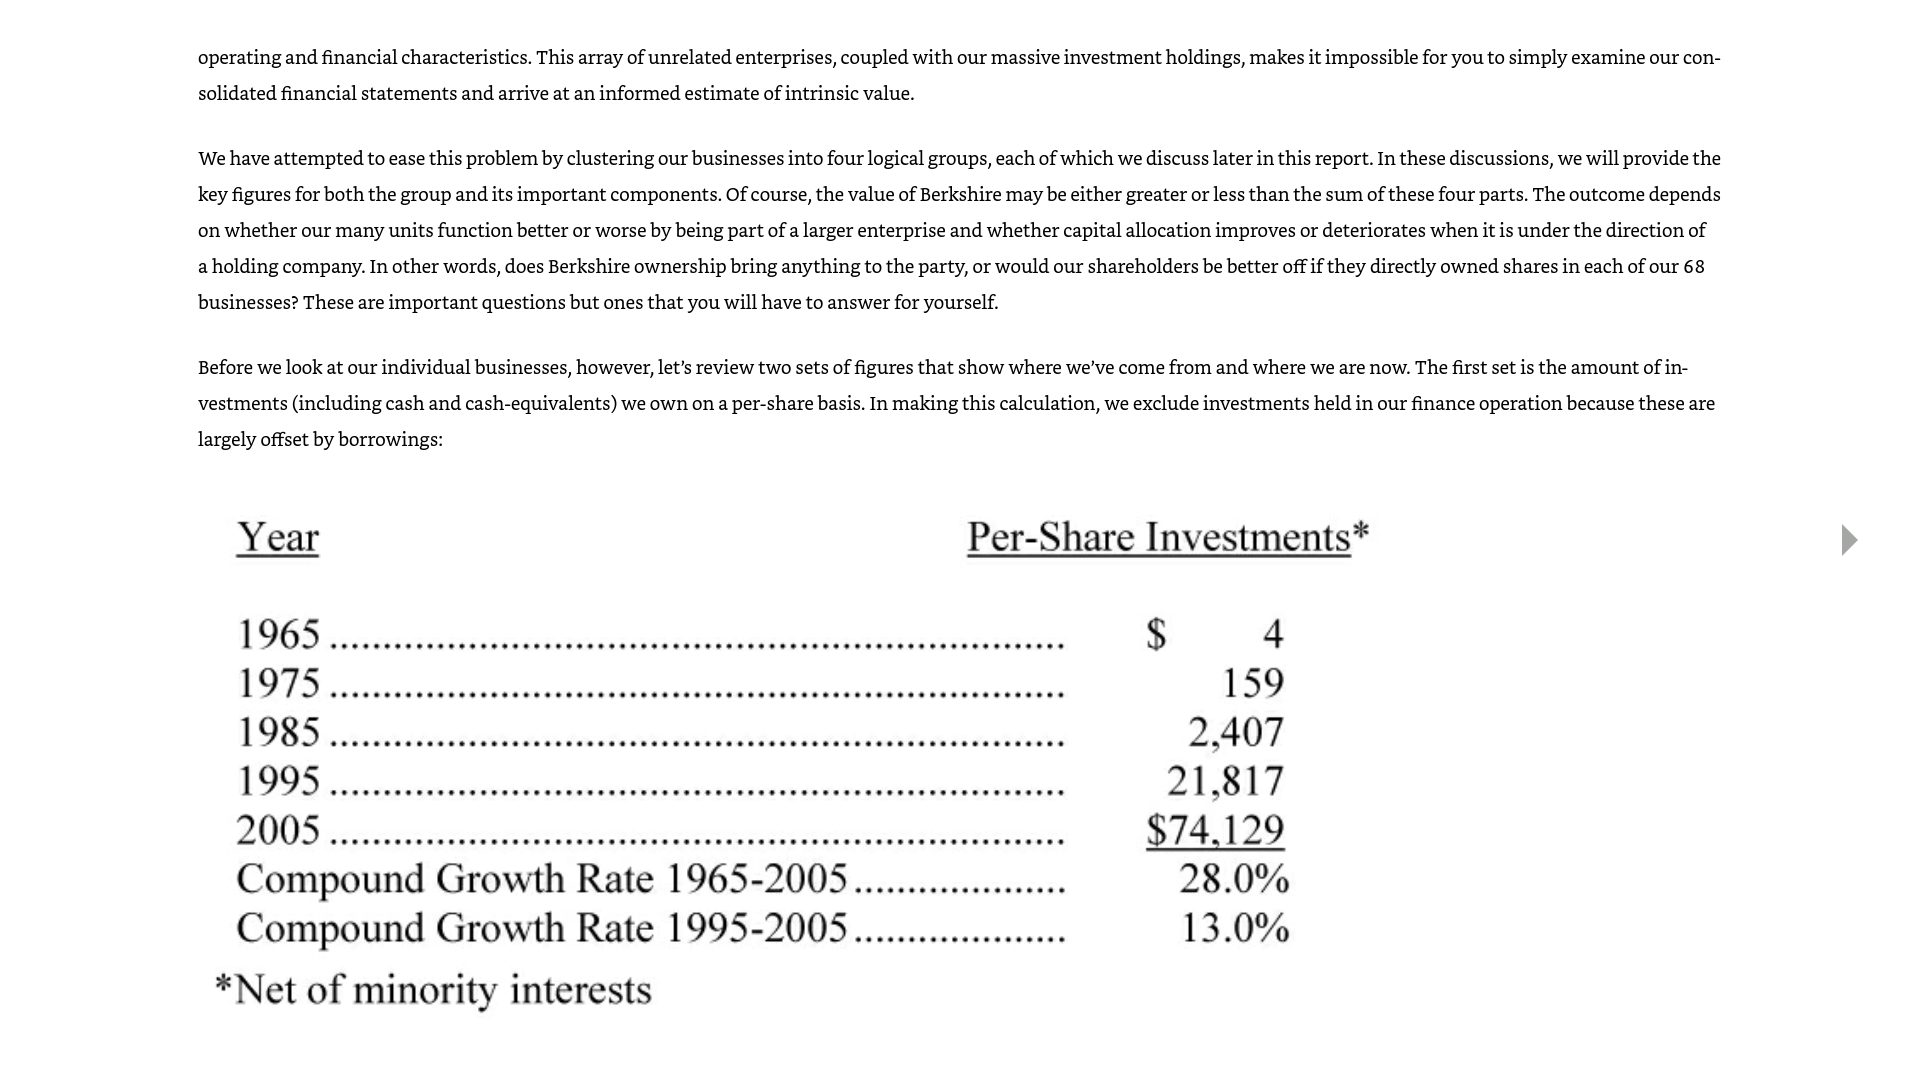 operating and financial characteristics. This array of unrelated enterprises, coupled with our massive investment holdings, makes it impossible for you to simply examine our con-
solidated financial statements and arrive at an informed estimate of intrinsic value.
We have attempted to ease this problem by clustering our businesses into four logical groups, each of which we discuss later in this report. In these discussions, we will provide the
key figures for both the group and its important components. Of course, the value of Berkshire may be either greater or less than the sum of these four parts. The outcome depends
on whether our many units function better or worse by being part of a larger enterprise and whether capital allocation improves or deteriorates when it is under the direction of
a holding company. In other words, does Berkshire ownership bring anything to the party, or would our shareholders be better off if they directly owned shares in each of our 68
businesses? These are important questions but ones that you will have to answer for yourself.
Before we look at our individual businesses, however, let’s review two sets of figures that show where we’ve come from and where we are now. The first set is the amount of in-
vestments (including cash and cash-equivalents) we own on a per-share basis. In making this calculation, we exclude investments held in our finance operation because these are
largely offset by borrowings:
Year Per-Share Investments*
1965 ...................................................................... $ 4
1975 ...................................................................... 159
1985 ...................................................................... 2,407
1995 ...................................................................... 21,817
2005 ...................................................................... $74,129
Compound Growth Rate 1965-2005.................... 28.0%
Compound Growth Rate 1995-2005.................... 13.0%
*Net of minority interests